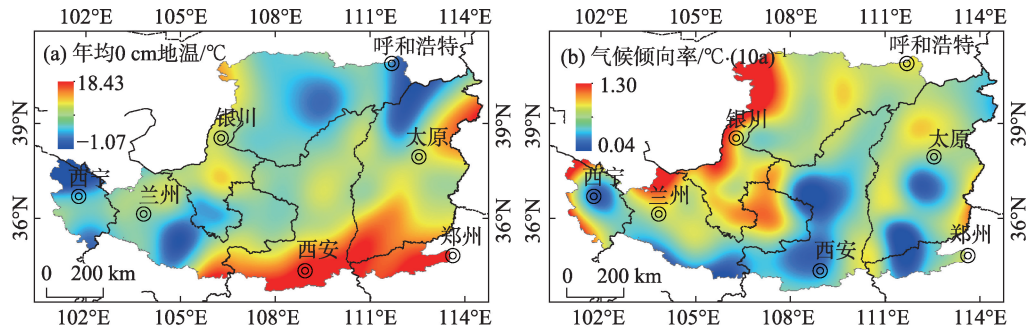 102°E 105°E 108°E 111°E 114°E
(a) 年均0 cm地温/℃
18.43
−1.07
呼和浩特
银川
太原
西宁
兰州
西安
郑州
39°N
36°N
0 200 km
102°E 105°E 108°E 111°E 114°E
102°E 105°E 108°E 111°E 114°E
(b) 气候倾向率/℃·(10a)⁻¹
1.30
0.04
呼和浩特
银川
太原
西宁
兰州
西安
郑州
39°N 39°N
36°N 36°N
0 200 km
102°E 105°E 108°E 111°E 114°E